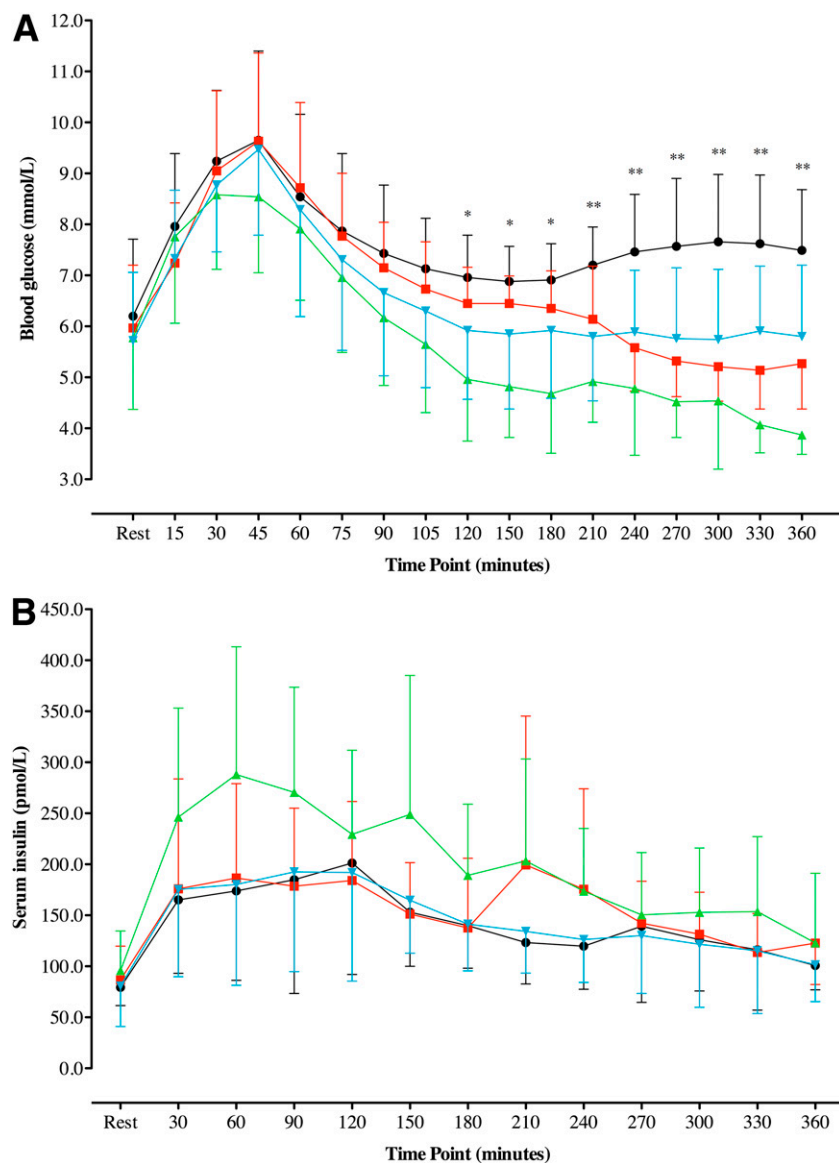 A
12.0
11.0
10.0
9.0
8.0
7.0
6.0
5.0
4.0
3.0
Blood glucose (mmol/L)
* * * ** ** ** ** ** **
Rest 15 30 45 60 75 90 105 120 150 180 210 240 270 300 330 360
Time Point (minutes)
B
450.0
400.0
350.0
300.0
250.0
200.0
150.0
100.0
50.0
0.0
Serum insulin (pmol/L)
Rest 30 60 90 120 150 180 210 240 270 300 330 360
Time Point (minutes)